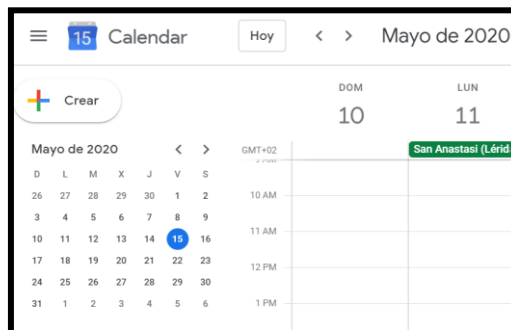 15 Calendar Hoy < > Mayo de 2020
Crear
DOM LUN
10 11
Mayo de 2020 < >
GMT+02 San Anastasi (Lérid
D L M X J V S
26 27 28 29 30 1 2
3 4 5 6 7 8 9
10 11 12 13 14 15 16
17 18 19 20 21 22 23
24 25 26 27 28 29 30
31 1 2 3 4 5 6
10 AM
11 AM
12 PM
1 PM